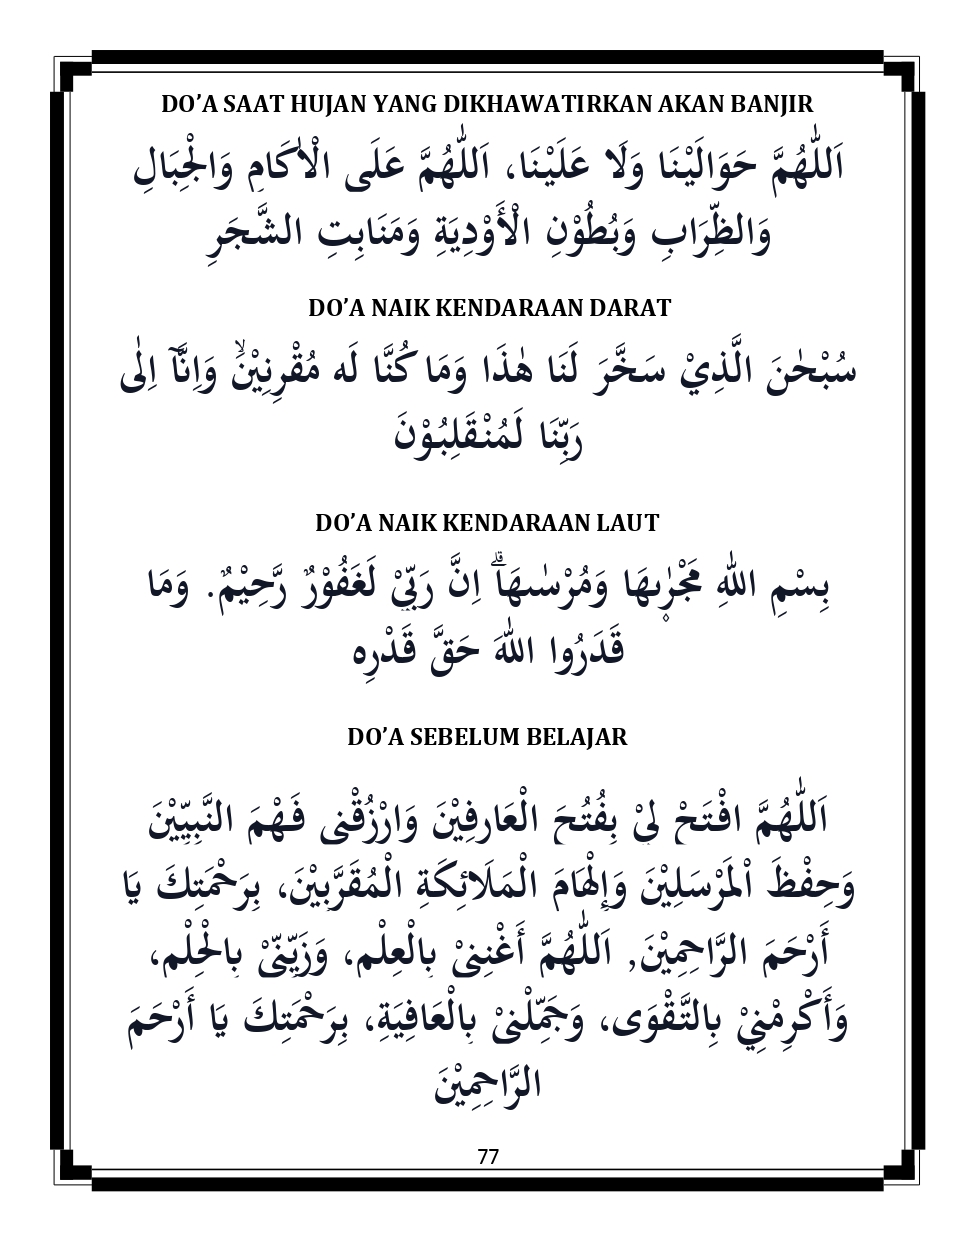 DO’A SAAT HUJAN YANG DIKHAWATIRKAN AKAN BANJIR
اَللّٰهُمَّ حَوَالَيْنَا وَلَا عَلَيْنَا، اَللّٰهُمَّ عَلَى الْاٰكَامِ وَالْجِبَالِ
وَالظِّرَابِ وَبُطُوْنِ الْأَوْدِيَةِ وَمَنَابِتِ الشَّجَرِ
DO’A NAIK KENDARAAN DARAT
سُبْحٰنَ الَّذِيْ سَخَّرَ لَنَا هٰذَا وَمَا كُنَّا لَه مُقْرِنِيْنَۙ وَاِنَّآ اِلٰى
رَبِّنَا لَمُنْقَلِبُوْنَ
DO’A NAIK KENDARAAN LAUT
بِسْمِ اللّٰهِ مَجْرٰ۪ىهَا وَمُرْسٰىهَاۗ اِنَّ رَبِّيْ لَغَفُوْرٌ رَّحِيْمٌ. وَمَا
قَدَرُوا اللّٰهَ حَقَّ قَدْرِه
DO’A SEBELUM BELAJAR
اَللّٰهُمَّ افْتَحْ لِيْ بِفُتُحَ الْعَارِفِيْنَ وَارْزُقْنِى فَهْمَ النَّبِيِّيْنَ
وَحِفْظَ اْلمَرْسَلِيْنَ وَإِلْهَامَ الْمَلَائِكَةِ الْمُقَرَّبِيْنَ، بِرَحْمَتِكَ يَا
أَرْحَمَ الرَّاحِمِيْنَ, اَللّٰهُمَّ أَغْنِنِيْ بِالْعِلْمِ، وَزَيِّنِّيْ بِالْحِلْمِ،
وَأَكْرِمْنِيْ بِالتَّقْوَى، وَجَمِّلْنِيْ بِالْعَافِيَةِ، بِرَحْمَتِكَ يَا أَرْحَمَ
الرَّاحِمِيْنَ
77